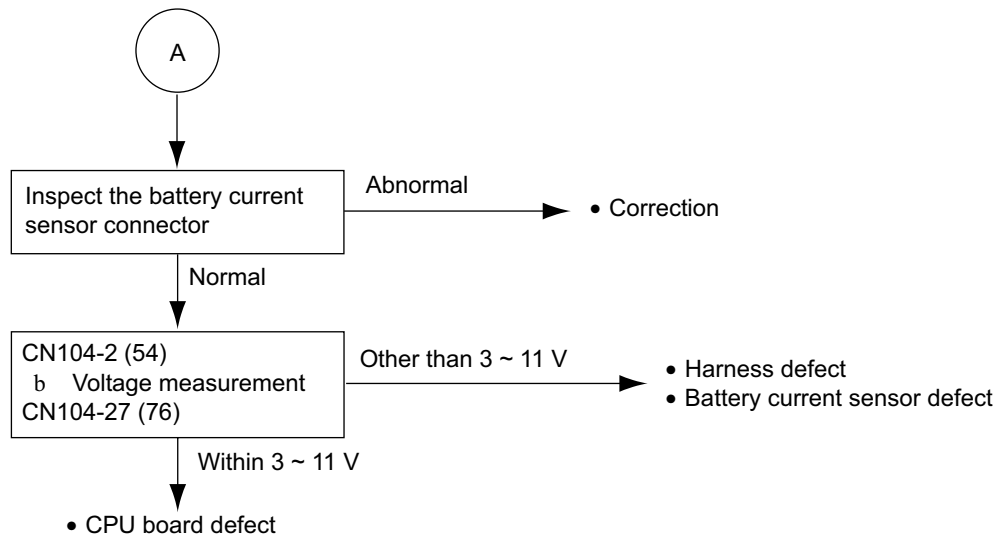 A
Inspect the battery current
sensor connector
Abnormal
• Correction
Normal
CN104-2 (54)
b Voltage measurement
CN104-27 (76)
Other than 3 ~ 11 V
• Harness defect
• Battery current sensor defect
Within 3 ~ 11 V
• CPU board defect